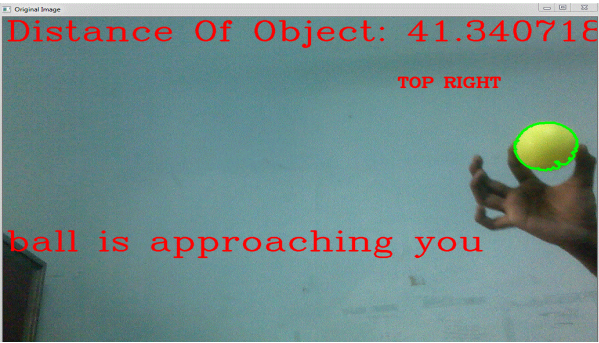 Original Image
Distance Of Object: 41.340718
TOP RIGHT
ball is approaching you